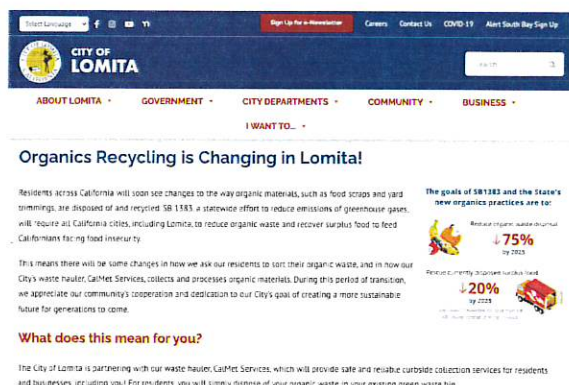 Select Language
Sign Up for e-Newsletter
Careers
Contact Us
COVID-19
Alert South Bay Sign Up
CITY OF
LOMITA
ABOUT LOMITA
GOVERNMENT
CITY DEPARTMENTS
COMMUNITY
BUSINESS
I WANT TO...
Organics Recycling is Changing in Lomita!
Residents across California will soon see changes to the way organic materials, such as food scraps and yard
trimmings, are disposed of and recycled. SB 1383, a statewide effort to reduce emissions of greenhouse gases,
will require all California cities, including Lomita, to reduce organic waste and recover surplus food to feed
Californians facing food insecurity.
This means there will be some changes in how we ask our residents to sort their organic waste, and in how our
City's waste hauler, CalMet Services, collects and processes organic materials. During this period of transition,
we appreciate our community's cooperation and dedication to our City's goal of creating a more sustainable
future for generations to come.
The goals of SB1383 and the State's
new organics practices are to:
Reduce organic waste disposal
↓75%
by 2025
Rescue currently disposed surplus food
↓20%
by 2025
What does this mean for you?
The City of Lomita is partnering with our waste hauler, CalMet Services, which will provide safe and reliable curbside collection services for residents
and businesses, including you! For residents, you will simply dispose of your organic waste in your existing green waste bin